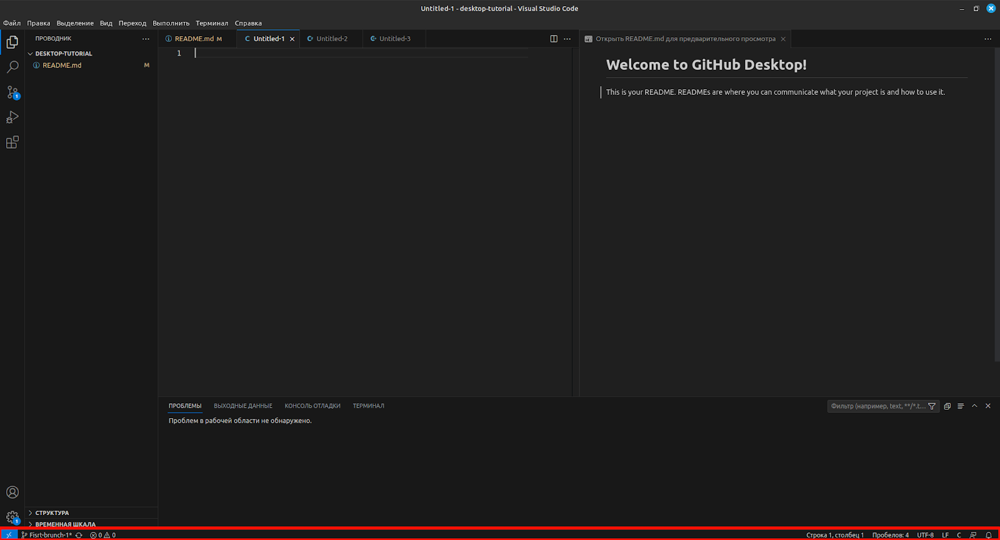 Untitled-1 - desktop-tutorial - Visual Studio Code
Файл Правка Выделение Вид Переход Выполнить Терминал Справка
ПРОВОДНИК
DESKTOP-TUTORIAL
README.md M
README.md M Untitled-1 Untitled-2 Untitled-3
1
Открыть README.md для предварительного просмотра
Welcome to GitHub Desktop!
This is your README. READMEs are where you can communicate what your project is and how to use it.
ПРОБЛЕМЫ ВЫХОДНЫЕ ДАННЫЕ КОНСОЛЬ ОТЛАДКИ ТЕРМИНАЛ
Фильтр (например, text, **/*.t...
Проблем в рабочей области не обнаружено.
1
1
СТРУКТУРА
ВРЕМЕННАЯ ШКАЛА
Fisrt-brunch-1* 0 0 Строка 1, столбец 1 Пробелов: 4 UTF-8 LF C